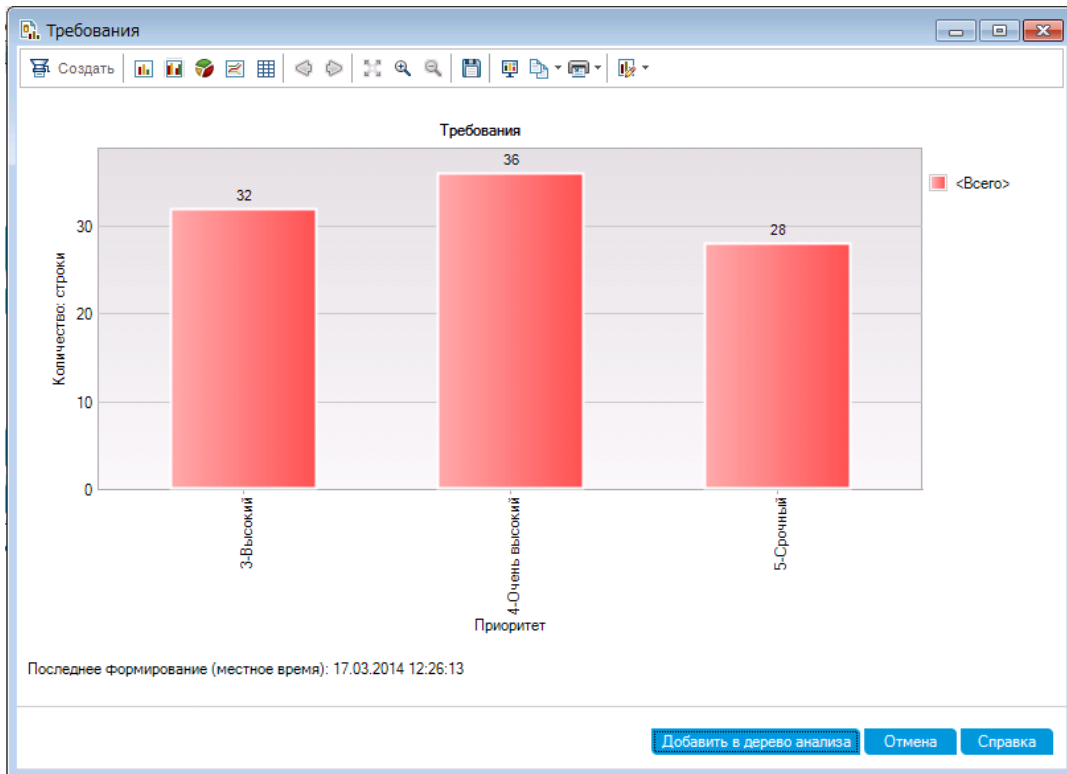 Требования
Создать
Требования
36
32
28
<Всего>
30
20
10
0
Количество: строки
3-Высокий
4-Очень высокий
5-Срочный
Приоритет
Последнее формирование (местное время): 17.03.2014 12:26:13
Добавить в дерево анализа
Отмена
Справка